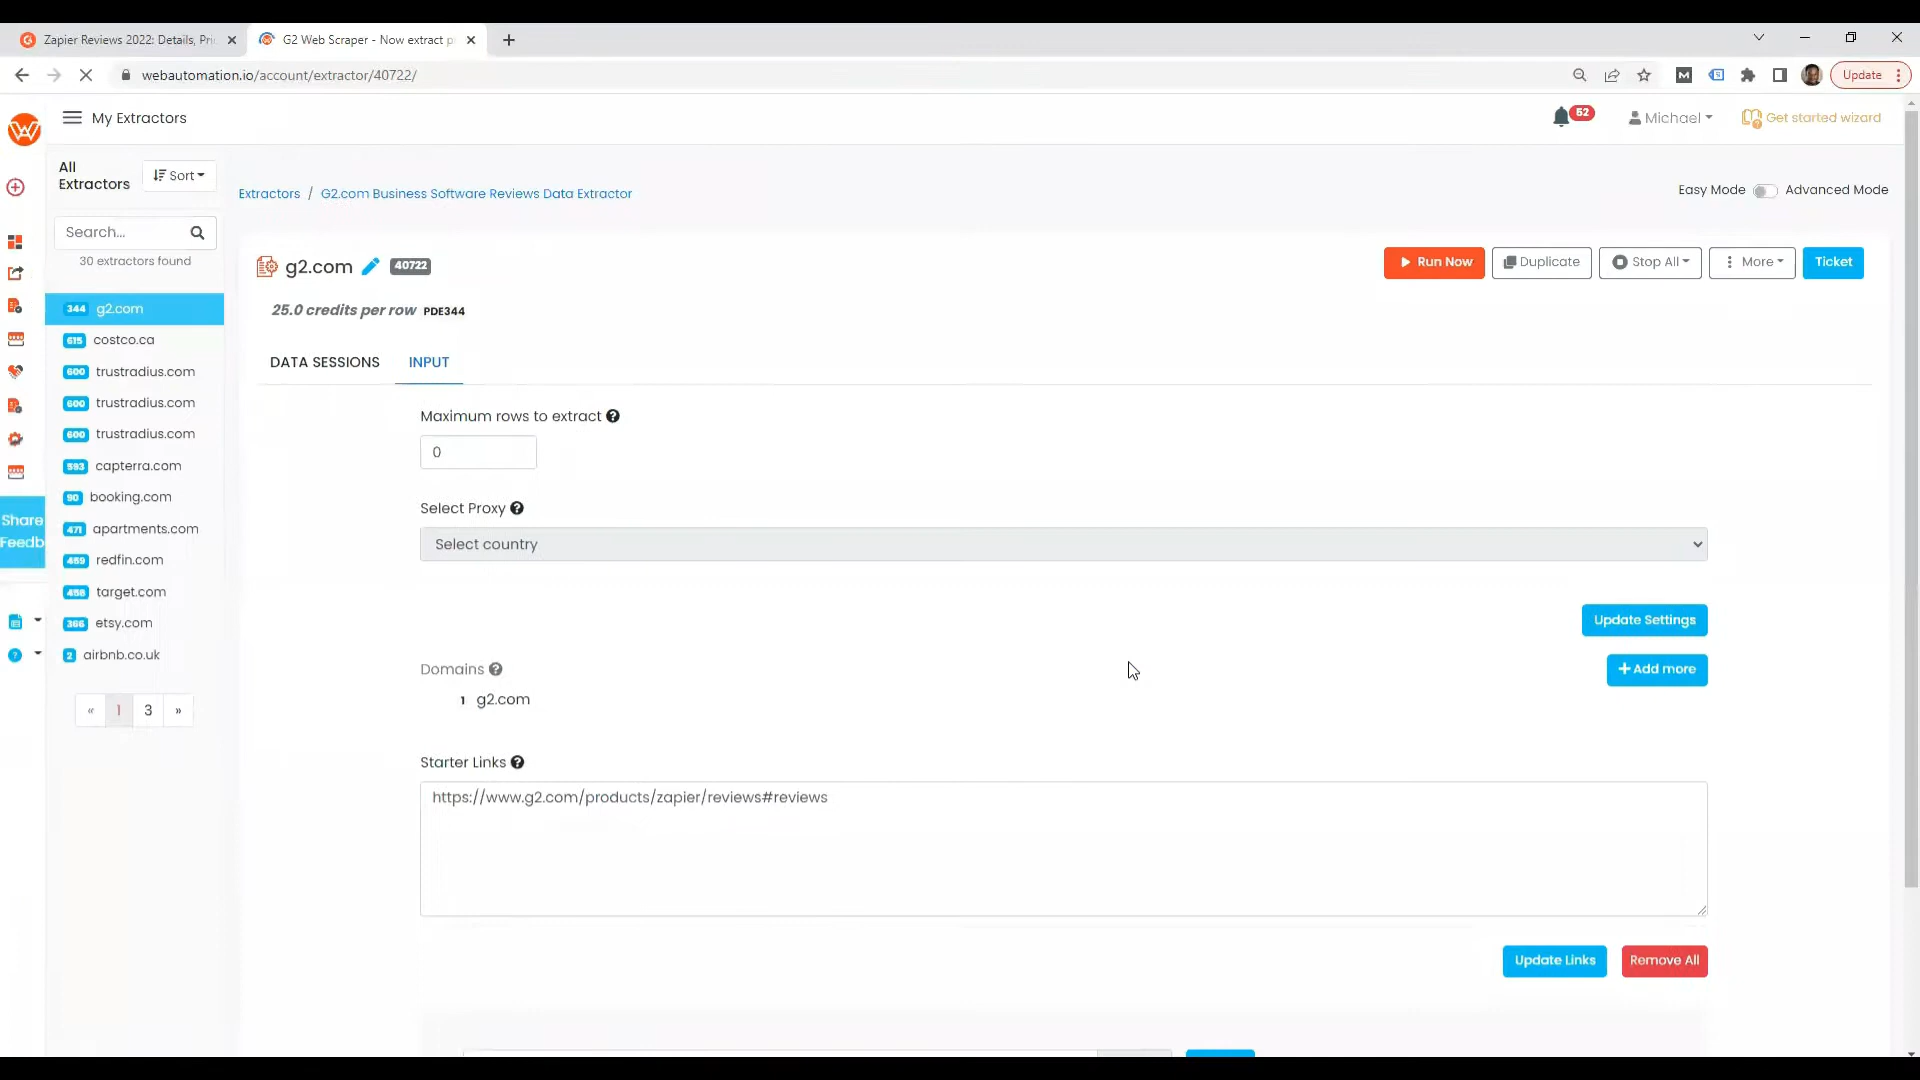 Zapier Reviews 2022: Details, Pri
G2 Web Scraper - Now extract p
webautomation.io/account/extractor/40722/
Update
My Extractors
52
Michael
Get started wizard
All
Extractors
Sort
Search...
30 extractors found
344 g2.com
615 costco.ca
600 trustradius.com
600 trustradius.com
600 trustradius.com
593 capterra.com
90 booking.com
471 apartments.com
469 redfin.com
458 target.com
366 etsy.com
2 airbnb.co.uk
« 1 3 »
Share
Feedb
Extractors / G2.com Business Software Reviews Data Extractor
Easy Mode Advanced Mode
g2.com 40722
Run Now
Duplicate
Stop All
More
Ticket
25.0 credits per row PDE344
DATA SESSIONS
INPUT
Maximum rows to extract
0
Select Proxy
Select country
Update Settings
Domains
+ Add more
1 g2.com
Starter Links
https://www.g2.com/products/zapier/reviews#reviews
Update Links
Remove All